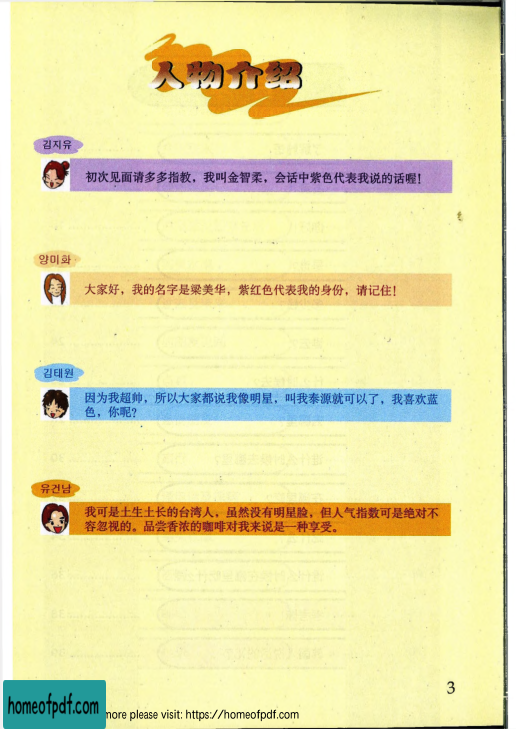 人物介绍
김지유
初次见面请多多指教，我叫金智柔，会话中紫色代表我说的话喔！
양미화
大家好，我的名字是梁美华，紫红色代表我的身份，请记住！
김태원
因为我超帅，所以大家都说我像明星，叫我泰源就可以了，我喜欢蓝
色，你呢？
유건남
我可是土生土长的台湾人，虽然没有明星脸，但人气指数可是绝对不
容忽视的。品尝香浓的咖啡对我来说是一种享受。
3
homeofpdf.com
more please visit: https://homeofpdf.com